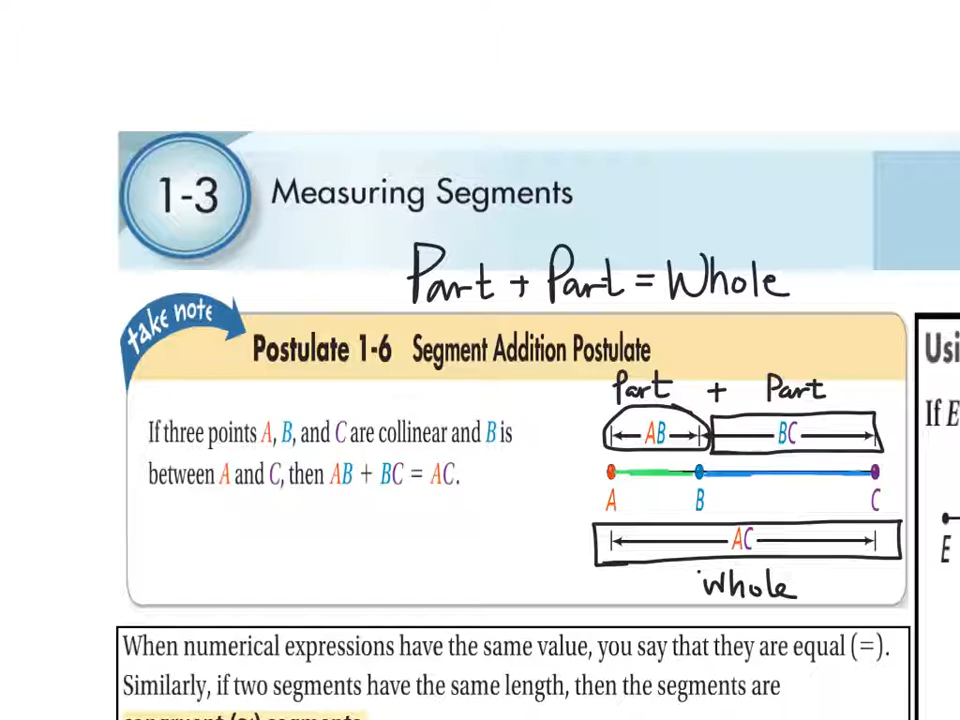 1-3 Measuring Segments
Part + Part = Whole
take note
Postulate 1-6 Segment Addition Postulate
Part + Part
If three points A, B, and C are collinear and B is
between A and C, then AB + BC = AC.
AB BC
A B C
AC
whole
Usi
If E
E
When numerical expressions have the same value, you say that they are equal (=).
Similarly, if two segments have the same length, then the segments are
congruent (≅) segments.